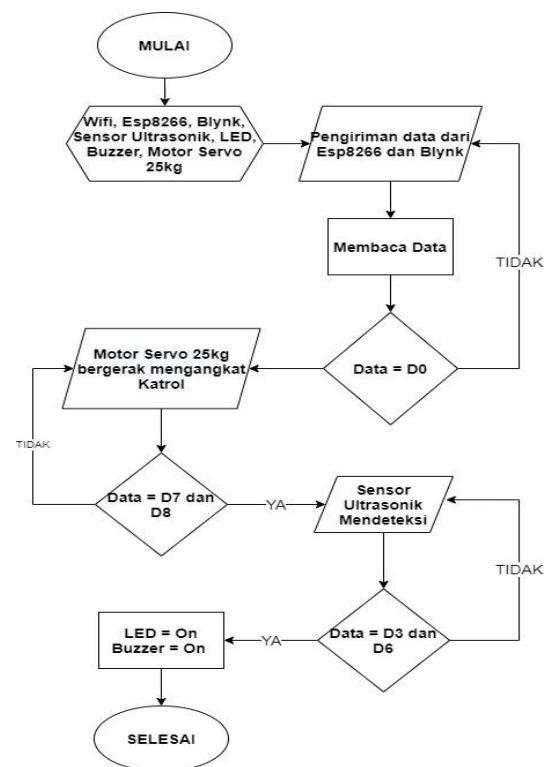 MULAI
Wifi, Esp8266, Blynk,
Sensor Ultrasonik, LED,
Buzzer, Motor Servo
25kg
Pengiriman data dari
Esp8266 dan Blynk
Membaca Data
TIDAK
Data = D0
Motor Servo 25kg
bergerak mengangkat
Katrol
TIDAK
Data = D7 dan
D8
YA
Sensor
Ultrasonik
Mendeteksi
TIDAK
Data = D3 dan
D6
YA
LED = On
Buzzer = On
SELESAI